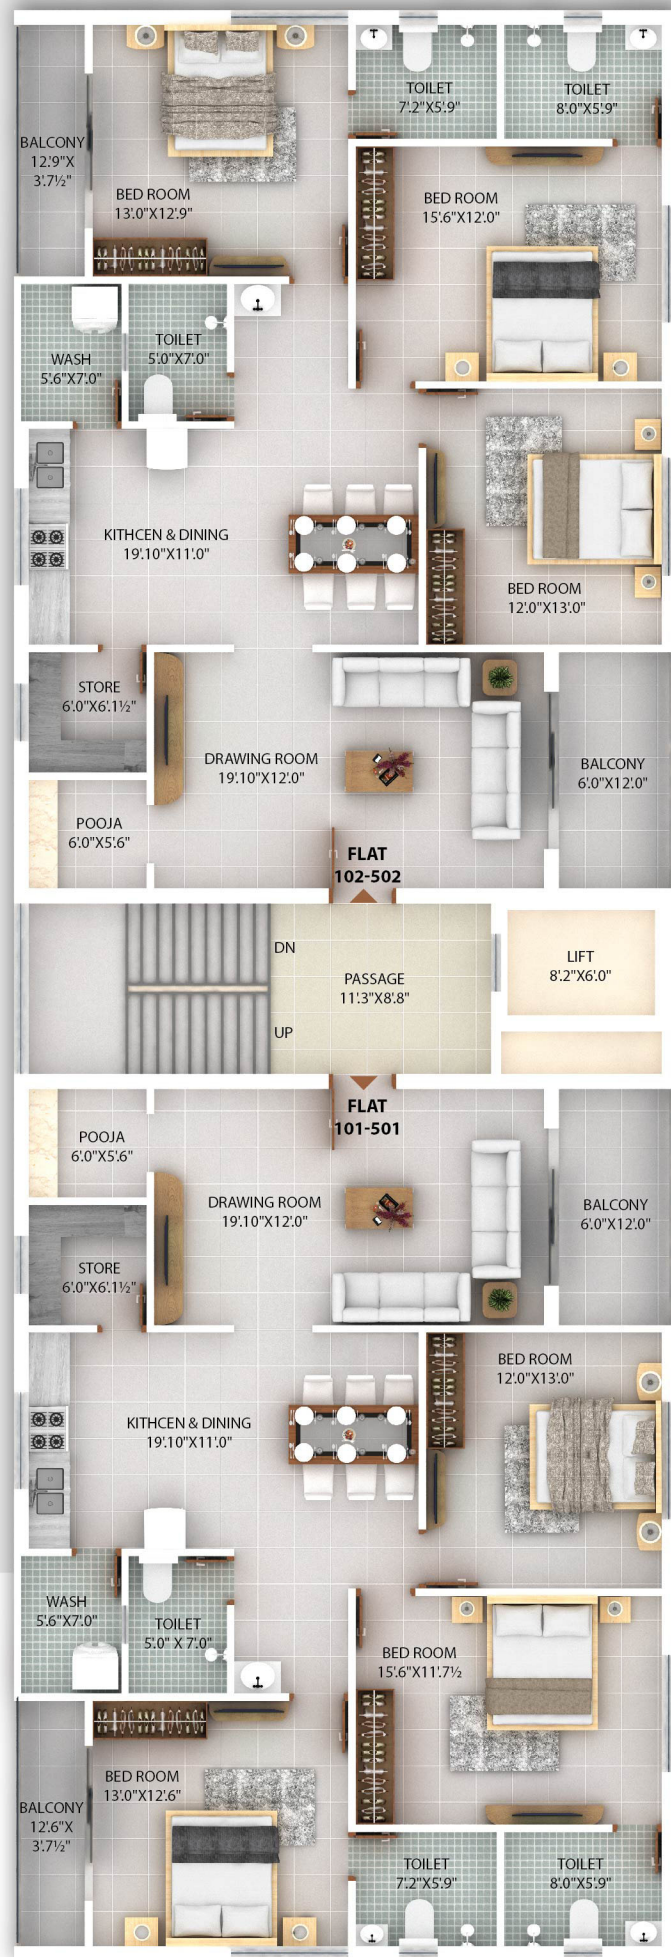 TOILET
7'.2"X5'.9"
TOILET
8'.0"X5'.9"
BALCONY
12'.9"X
3'.7½"
BED ROOM
13'.0"X12'.9"
BED ROOM
15'.6"X12'.0"
WASH
5'.6"X7'.0"
TOILET
5'.0"X7'.0"
KITHCEN & DINING
19'.10"X11'.0"
BED ROOM
12'.0"X13'.0"
STORE
6'.0"X6'.1½"
DRAWING ROOM
19'.10"X12'.0"
BALCONY
6'.0"X12'.0"
POOJA
6'.0"X5'.6"
FLAT
102-502
DN
UP
PASSAGE
11'.3"X8'.8"
LIFT
8'.2"X6'.0"
FLAT
101-501
POOJA
6'.0"X5'.6"
DRAWING ROOM
19'.10"X12'.0"
BALCONY
6'.0"X12'.0"
STORE
6'.0"X6'.1½"
BED ROOM
12'.0"X13'.0"
KITHCEN & DINING
19'.10"X11'.0"
WASH
5'.6"X7'.0"
TOILET
5'.0" X 7'.0"
BED ROOM
15'.6"X11'.7½
BED ROOM
13'.0"X12'.6"
BALCONY
12'.6"X
3'.7½"
TOILET
7'.2"X5'.9"
TOILET
8'.0"X5'.9"